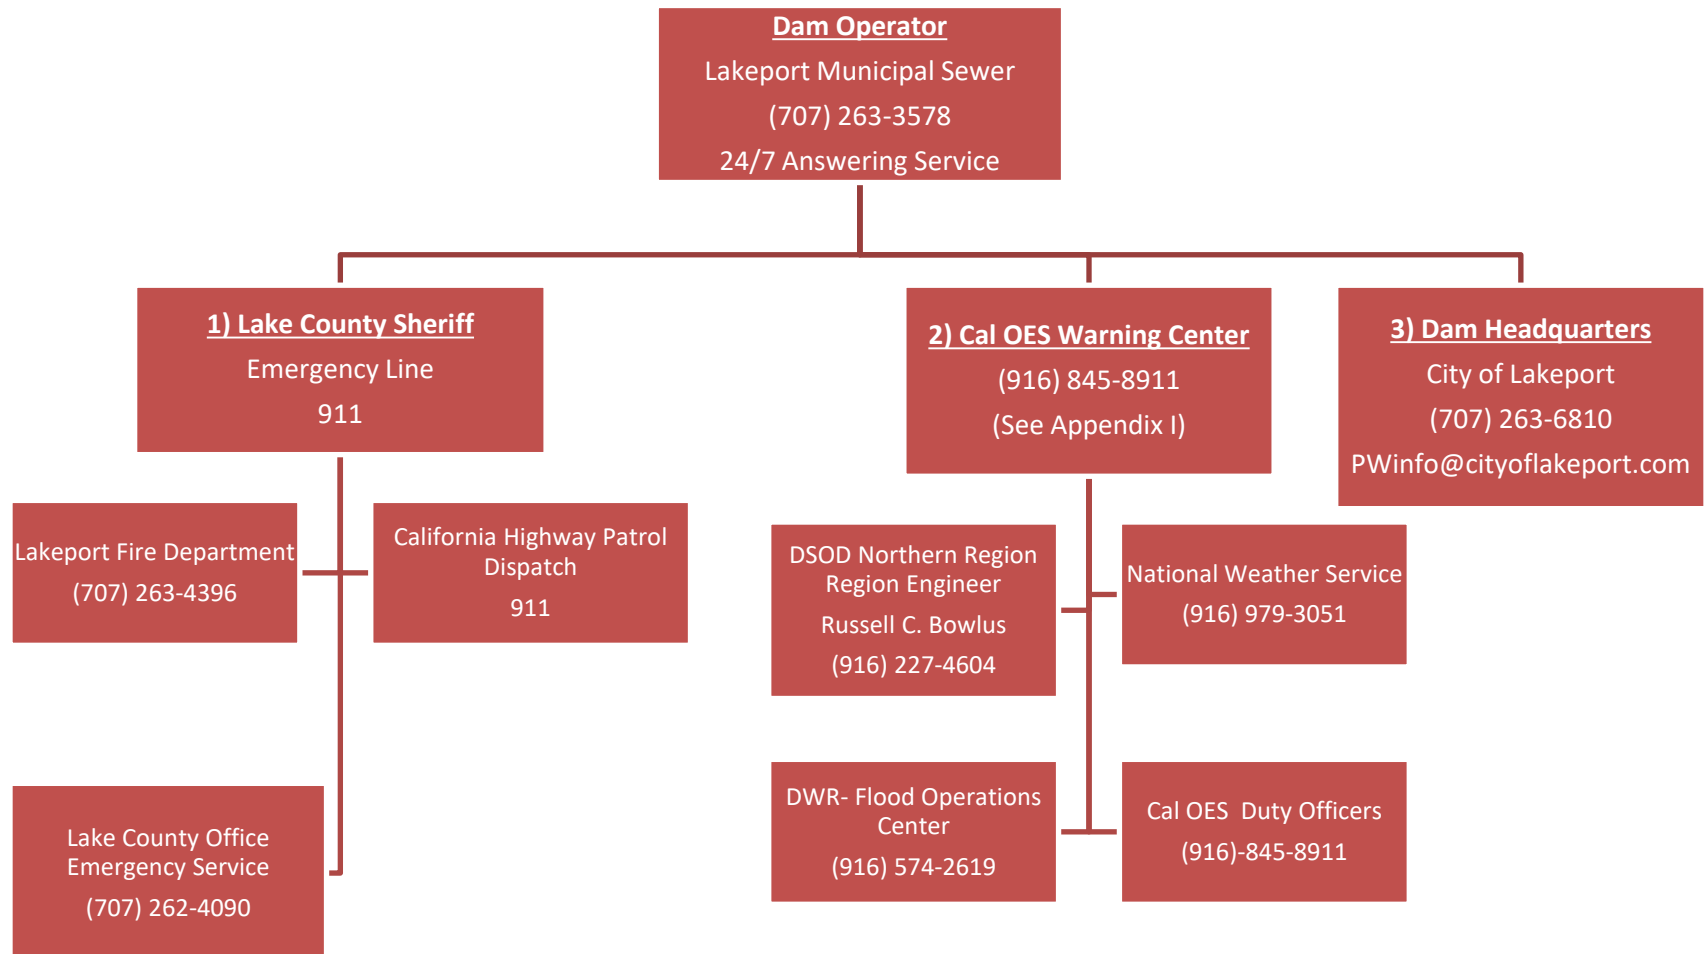 Dam Operator
Lakeport Municipal Sewer
(707) 263-3578
24/7 Answering Service
1) Lake County Sheriff
Emergency Line
911
2) Cal OES Warning Center
(916) 845-8911
(See Appendix I)
3) Dam Headquarters
City of Lakeport
(707) 263-6810
PWinfo@cityoflakeport.com
Lakeport Fire Department
(707) 263-4396
California Highway Patrol
Dispatch
911
DSOD Northern Region
Region Engineer
Russell C. Bowlus
(916) 227-4604
National Weather Service
(916) 979-3051
Lake County Office
Emergency Service
(707) 262-4090
DWR- Flood Operations
Center
(916) 574-2619
Cal OES  Duty Officers
(916)-845-8911